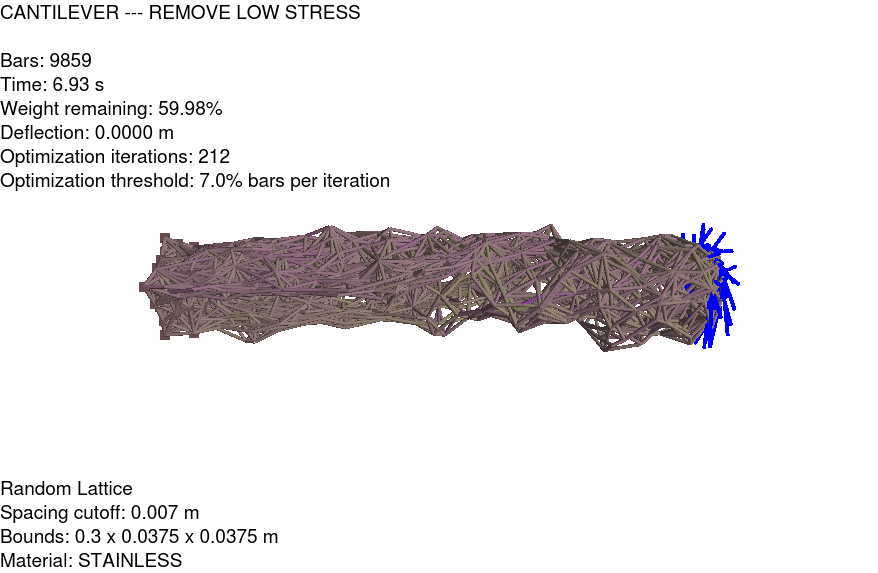 CANTILEVER --- REMOVE LOW STRESS
Bars: 9859
Time: 6.93 s
Weight remaining: 59.98%
Deflection: 0.0000 m
Optimization iterations: 212
Optimization threshold: 7.0% bars per iteration
Random Lattice
Spacing cutoff: 0.007 m
Bounds: 0.3 x 0.0375 x 0.0375 m
Material: STAINLESS